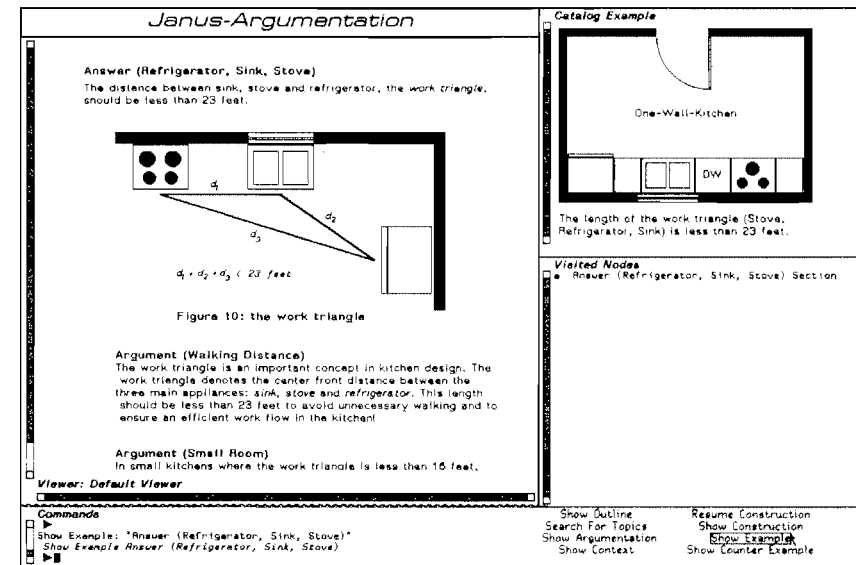 Janus-Argumentation
Answer (Refrigerator, Sink, Stove)
The distance between sink, stove and refrigerator, the work triangle,
should be less than 23 feet.
d1
d2
d3
d1 + d2 + d3 < 23 feet
Figure 10: the work triangle
Argument (Walking Distance)
The work triangle is an important concept in kitchen design. The
work triangle denotes the center front distance between the
three main appliances: sink, stove and refrigerator. This length
should be less than 23 feet to avoid unnecessary walking and to
ensure an efficient work flow in the kitchen!
Argument (Small Room)
In small kitchens where the work triangle is less than 16 feet,
Viewer: Default Viewer
Catalog Example
One-Wall-Kitchen
DW
The length of the work triangle (Stove,
Refrigerator, Sink) is less than 23 feet.
Visited Nodes
Answer (Refrigerator, Sink, Stove) Section
Commands
Show Example: "Answer (Refrigerator, Sink, Stove)"
Show Example Answer (Refrigerator, Sink, Stove)
Show Outline
Search For Topics
Show Argumentation
Show Context
Resume Construction
Show Construction
Show Example
Show Counter Example